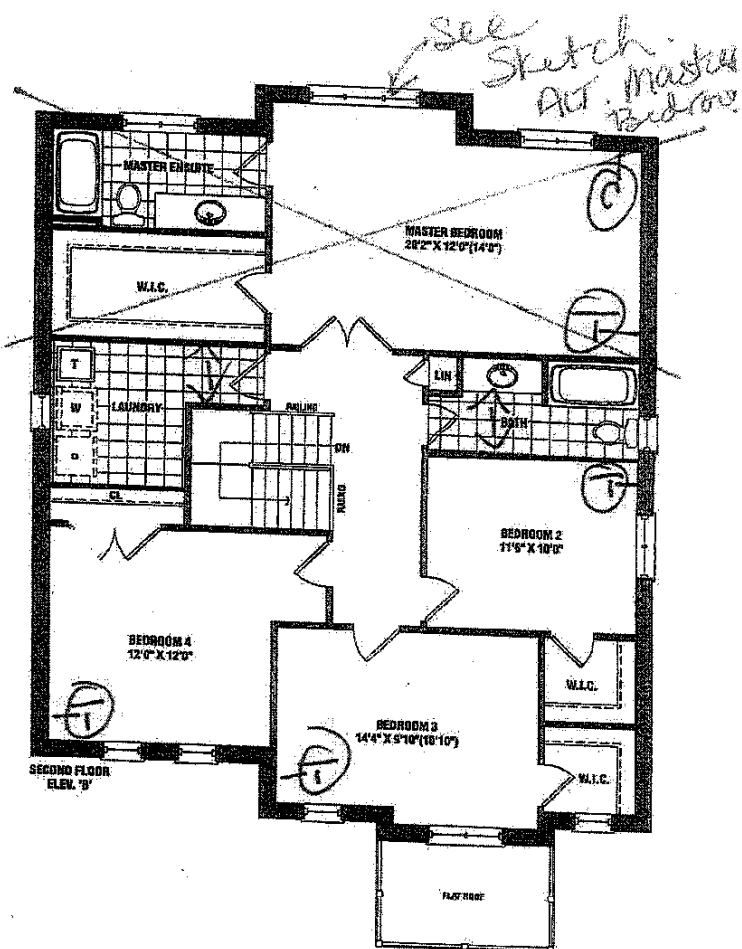 See
Sketch.
ALT. Master
Bedroo
MASTER ENSUITE
MASTER BEDROOM
20'2" X 12'0"(14'0")
W.I.C.
T
W
LAUNDRY
LIN
BATH
RAILING
DN
CL
BEDROOM 2
11'6" X 10'0"
BEDROOM 4
12'0" X 12'0"
W.I.C.
BEDROOM 3
14'4" X 9'10"(10'10")
W.I.C.
SECOND FLOOR
ELEV. 'B'
FLAT ROOF